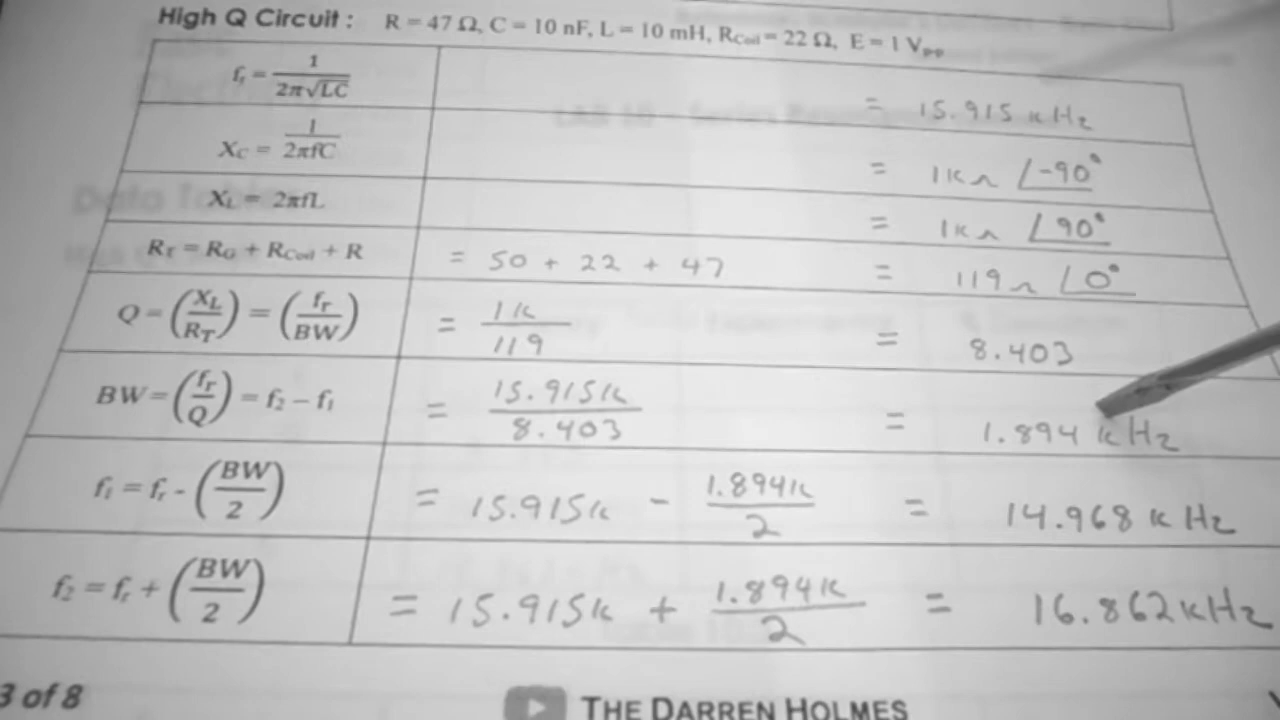 High Q Circuit : R = 47 Ω, C = 10 nF, L = 10 mH, RCoil = 22 Ω, E = 1 Vpp
fr = 1 / 2π√LC = 15.915 kHz
XC = 1 / 2πfC = 1kΩ ∠-90°
XL = 2πfL = 1kΩ ∠90°
RT = RG + RCoil + R = 50 + 22 + 47 = 119Ω ∠0°
Q = (XL / RT) = (fr / BW) = 1k / 119 = 8.403
BW = (fr / Q) = f2 – f1 = 15.915k / 8.403 = 1.894 kHz
f1 = fr - (BW / 2) = 15.915k - 1.894k / 2 = 14.968 kHz
f2 = fr + (BW / 2) = 15.915k + 1.894k / 2 = 16.862kHz
3 of 8
THE DARREN HOLMES